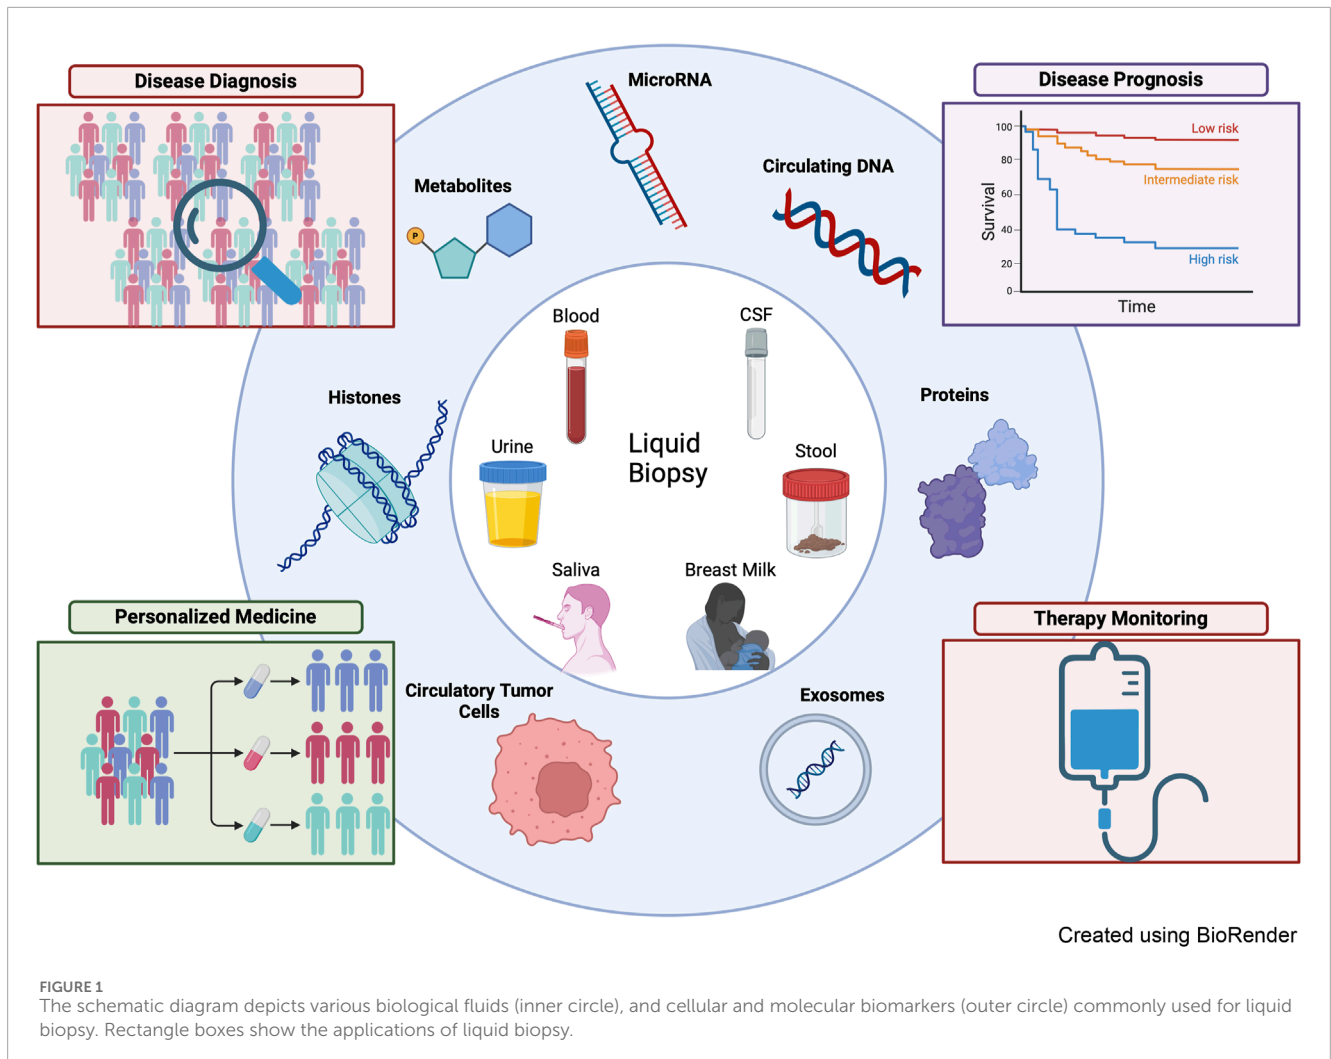 Disease Diagnosis
MicroRNA
Disease Prognosis
Metabolites
P
Circulating DNA
Survival
100
80
60
40
20
0
Low risk
Intermediate risk
High risk
Time
Blood
CSF
Histones
Proteins
Urine
Liquid
Biopsy
Stool
Saliva
Breast Milk
Personalized Medicine
Therapy Monitoring
Circulatory Tumor
Cells
Exosomes
Created using BioRender
FIGURE 1
The schematic diagram depicts various biological fluids (inner circle), and cellular and molecular biomarkers (outer circle) commonly used for liquid
biopsy. Rectangle boxes show the applications of liquid biopsy.